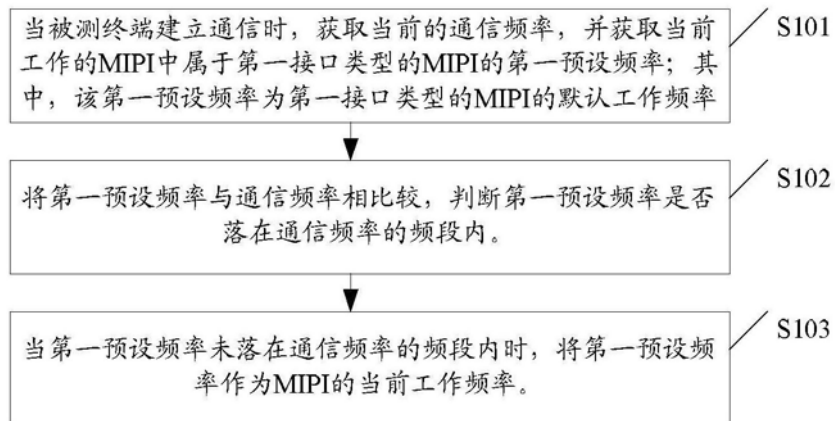 当被测终端建立通信时，获取当前的通信频率，并获取当前
工作的MIPI中属于第一接口类型的MIPI的第一预设频率；其
中，该第一预设频率为第一接口类型的MIPI的默认工作频率
S101
将第一预设频率与通信频率相比较，判断第一预设频率是否
落在通信频率的频段内。
S102
当第一预设频率未落在通信频率的频段内时，将第一预设频
率作为MIPI的当前工作频率。
S103